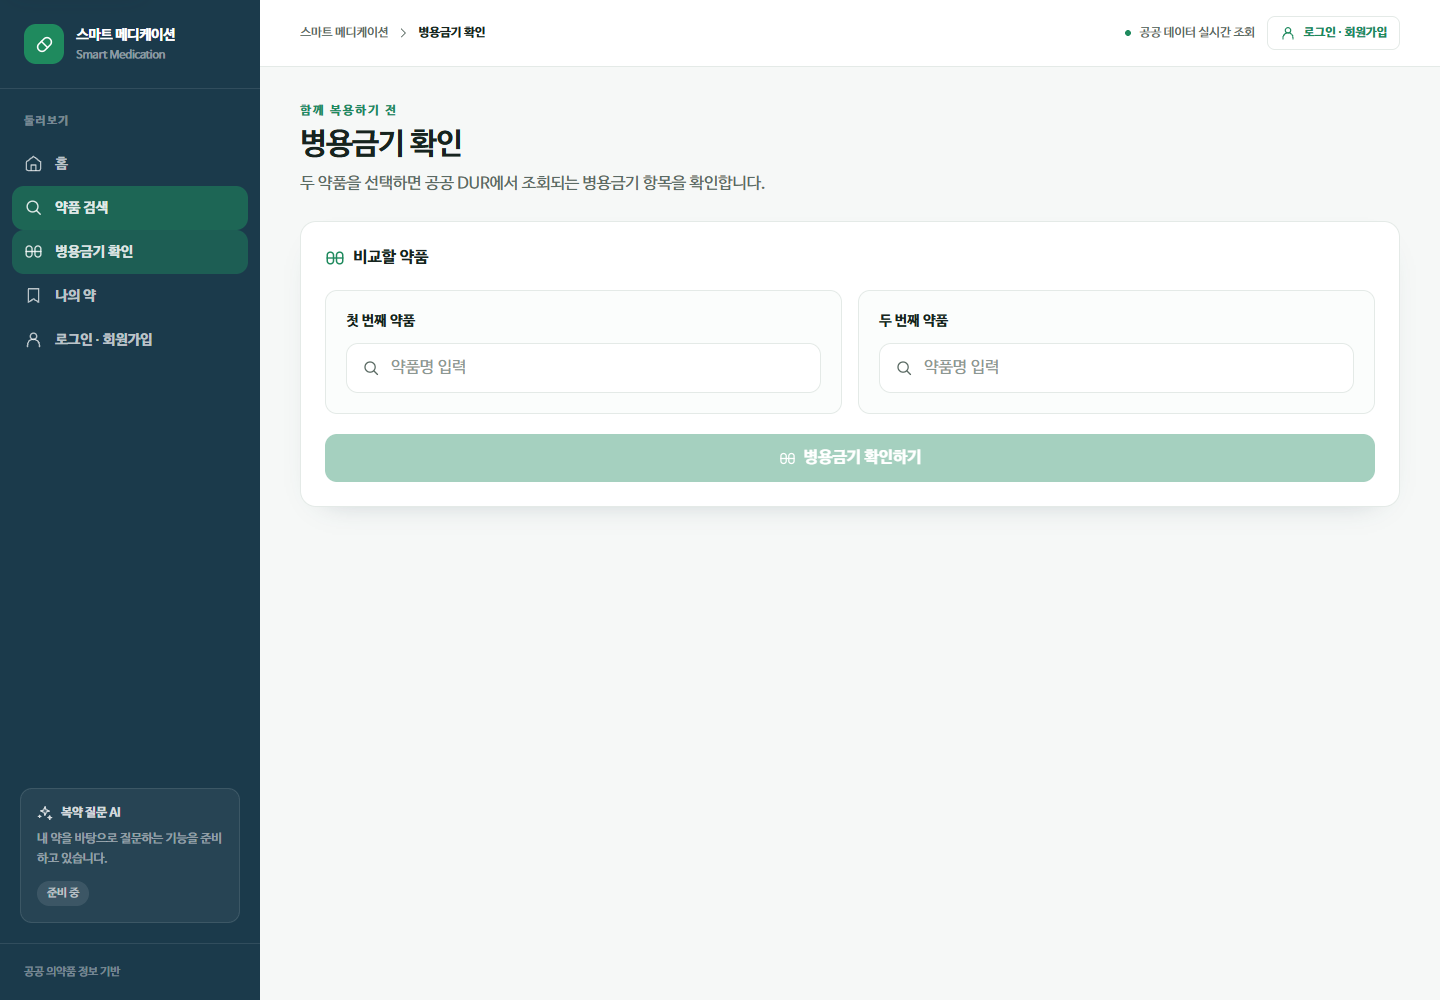 스마트 메디케이션
Smart Medication
둘러보기
홈
약품 검색
병용금기 확인
나의 약
로그인 · 회원가입
복약 질문 AI
내 약을 바탕으로 질문하는 기능을 준비
하고 있습니다.
준비 중
공공 의약품 정보 기반
스마트 메디케이션 > 병용금기 확인
공공 데이터 실시간 조회
로그인 · 회원가입
함께 복용하기 전
병용금기 확인
두 약품을 선택하면 공공 DUR에서 조회되는 병용금기 항목을 확인합니다.
비교할 약품
첫 번째 약품
약품명 입력
두 번째 약품
약품명 입력
병용금기 확인하기